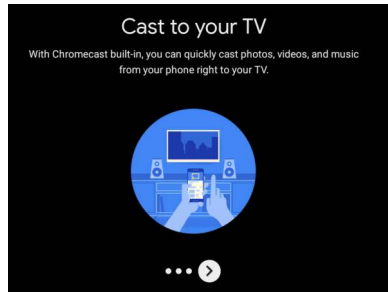 Cast to your TV
With Chromecast built-in, you can quickly cast photos, videos, and music
from your phone right to your TV.